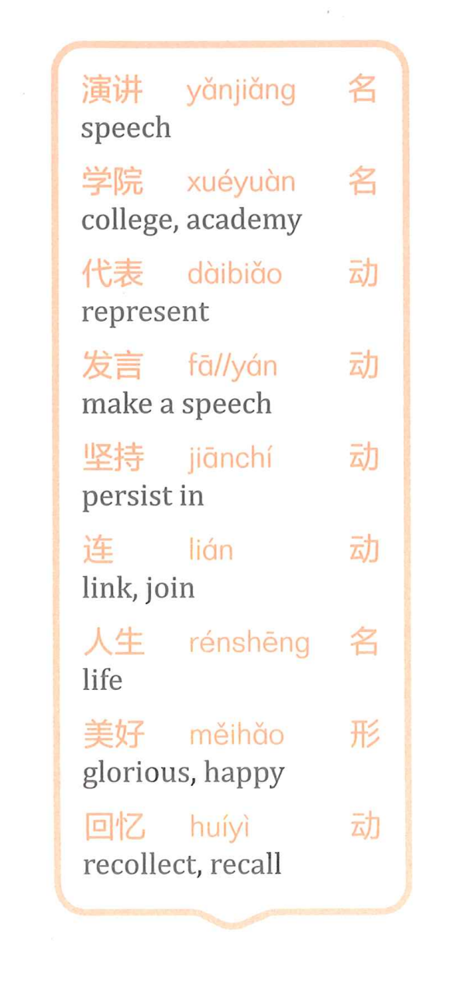 演讲 yǎnjiǎng 名
speech
学院 xuéyuàn 名
college, academy
代表 dàibiǎo 动
represent
发言 fā//yán 动
make a speech
坚持 jiānchí 动
persist in
连 lián 动
link, join
人生 rénshēng 名
life
美好 měihǎo 形
glorious, happy
回忆 huíyì 动
recollect, recall